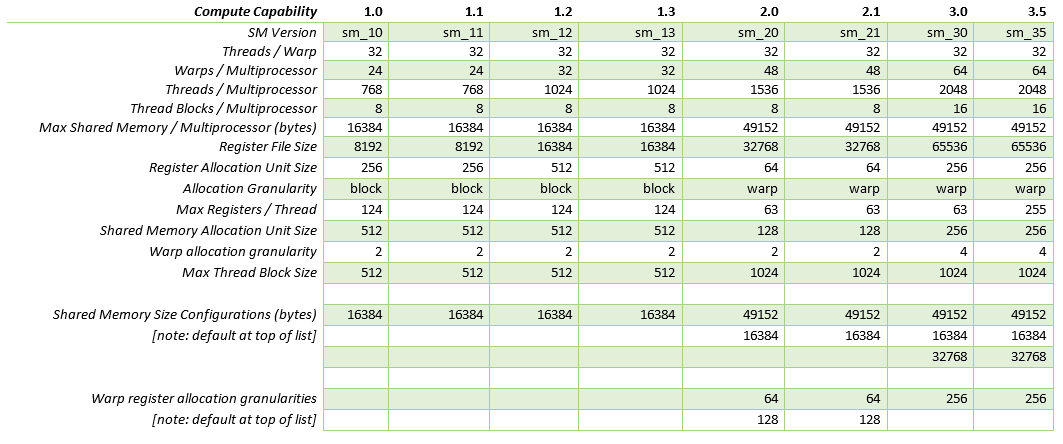 Compute Capability 1.0 1.1 1.2 1.3 2.0 2.1 3.0 3.5
SM Version sm_10 sm_11 sm_12 sm_13 sm_20 sm_21 sm_30 sm_35
Threads / Warp 32 32 32 32 32 32 32 32
Warps / Multiprocessor 24 24 32 32 48 48 64 64
Threads / Multiprocessor 768 768 1024 1024 1536 1536 2048 2048
Thread Blocks / Multiprocessor 8 8 8 8 8 8 16 16
Max Shared Memory / Multiprocessor (bytes) 16384 16384 16384 16384 49152 49152 49152 49152
Register File Size 8192 8192 16384 16384 32768 32768 65536 65536
Register Allocation Unit Size 256 256 512 512 64 64 256 256
Allocation Granularity block block block block warp warp warp warp
Max Registers / Thread 124 124 124 124 63 63 63 255
Shared Memory Allocation Unit Size 512 512 512 512 128 128 256 256
Warp allocation granularity 2 2 2 2 2 2 4 4
Max Thread Block Size 512 512 512 512 1024 1024 1024 1024
Shared Memory Size Configurations (bytes) 16384 16384 16384 16384 49152 49152 49152 49152
[note: default at top of list] 16384 16384 16384 16384
32768 32768
Warp register allocation granularities 64 64 256 256
[note: default at top of list] 128 128